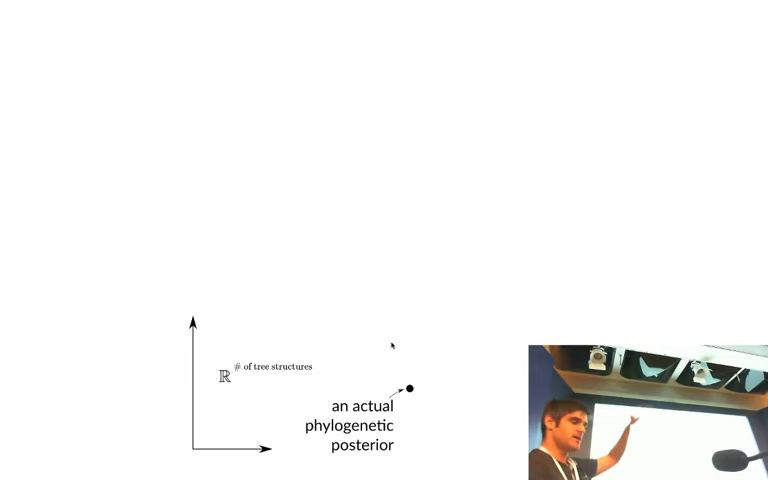 ℝ^# of tree structures
an actual
phylogenetic
posterior